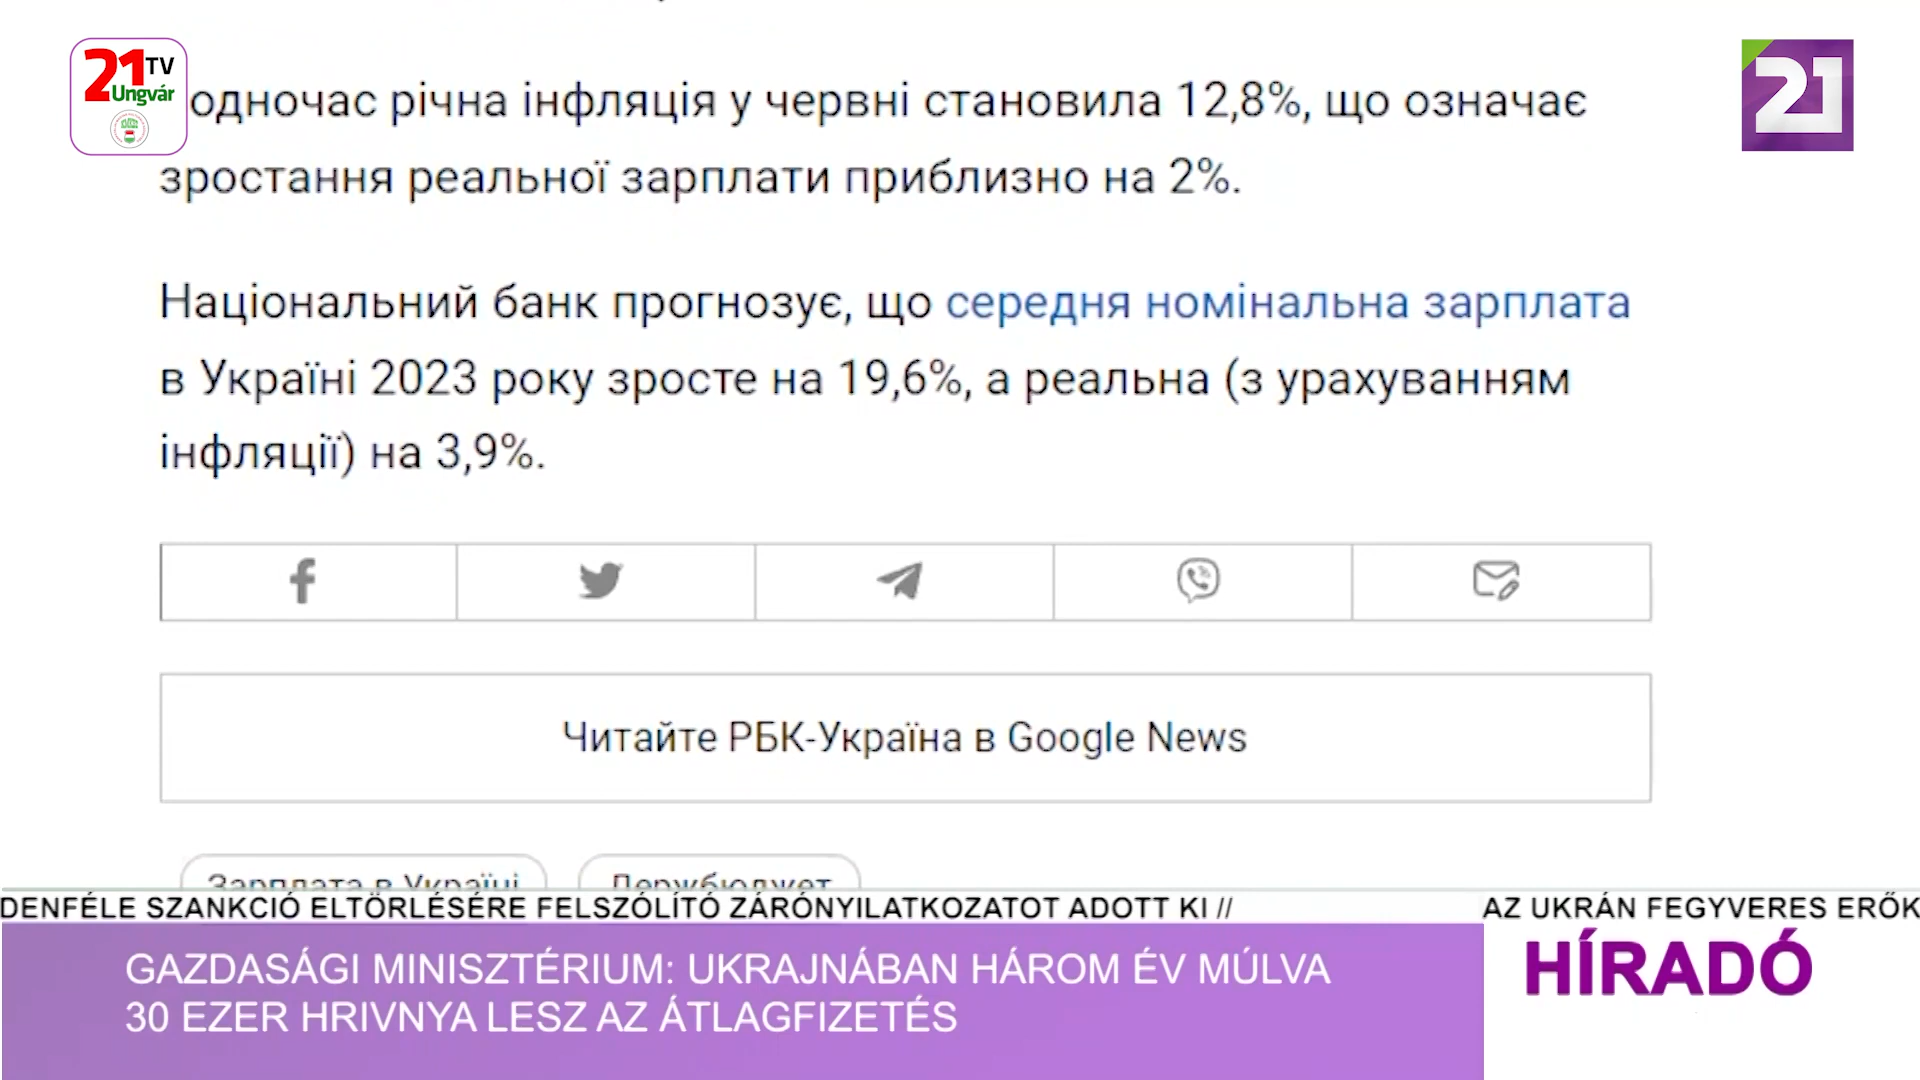 21 TV
Ungvár
21
одночас річна інфляція у червні становила 12,8%, що означає
зростання реальної зарплати приблизно на 2%.
Національний банк прогнозує, що середня номінальна зарплата
в Україні 2023 року зросте на 19,6%, а реальна (з урахуванням
інфляції) на 3,9%.
Читайте РБК-Україна в Google News
Зарплата в Україні
Держбюджет
DENFÉLE SZANKCIÓ ELTÖRLÉSÉRE FELSZÓLÍTÓ ZÁRÓNYILATKOZATOT ADOTT KI //
AZ UKRÁN FEGYVERES ERŐK
GAZDASÁGI MINISZTÉRIUM: UKRAJNÁBAN HÁROM ÉV MÚLVA
30 EZER HRIVNYA LESZ AZ ÁTLAGFIZETÉS
HÍRADÓ